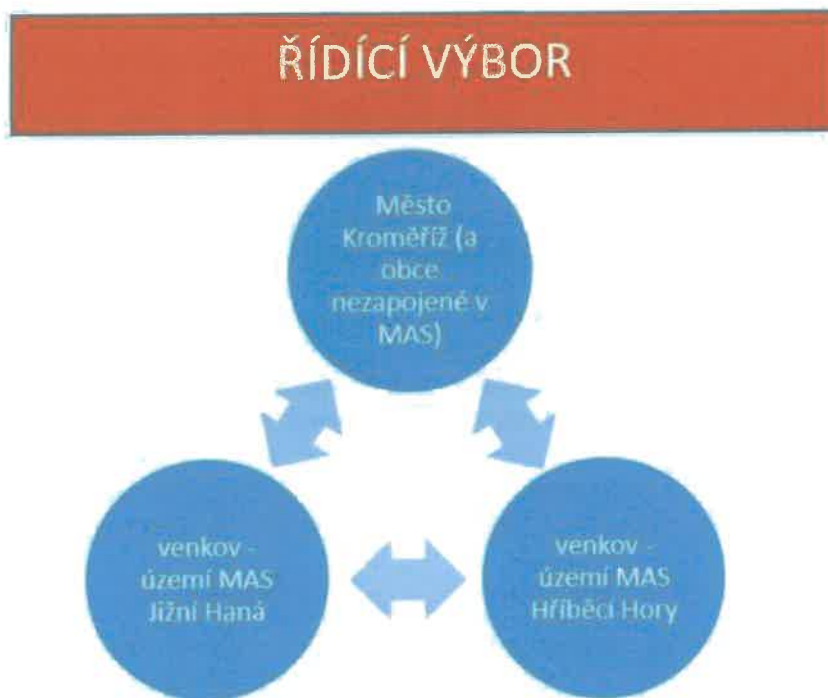 ŘÍDÍCÍ VÝBOR
Město
Kroměříž (a
obce
nezapojené v
MAS)
venkov -
území MAS
Jižní Haná
venkov -
území MAS
Hříběcí Hory